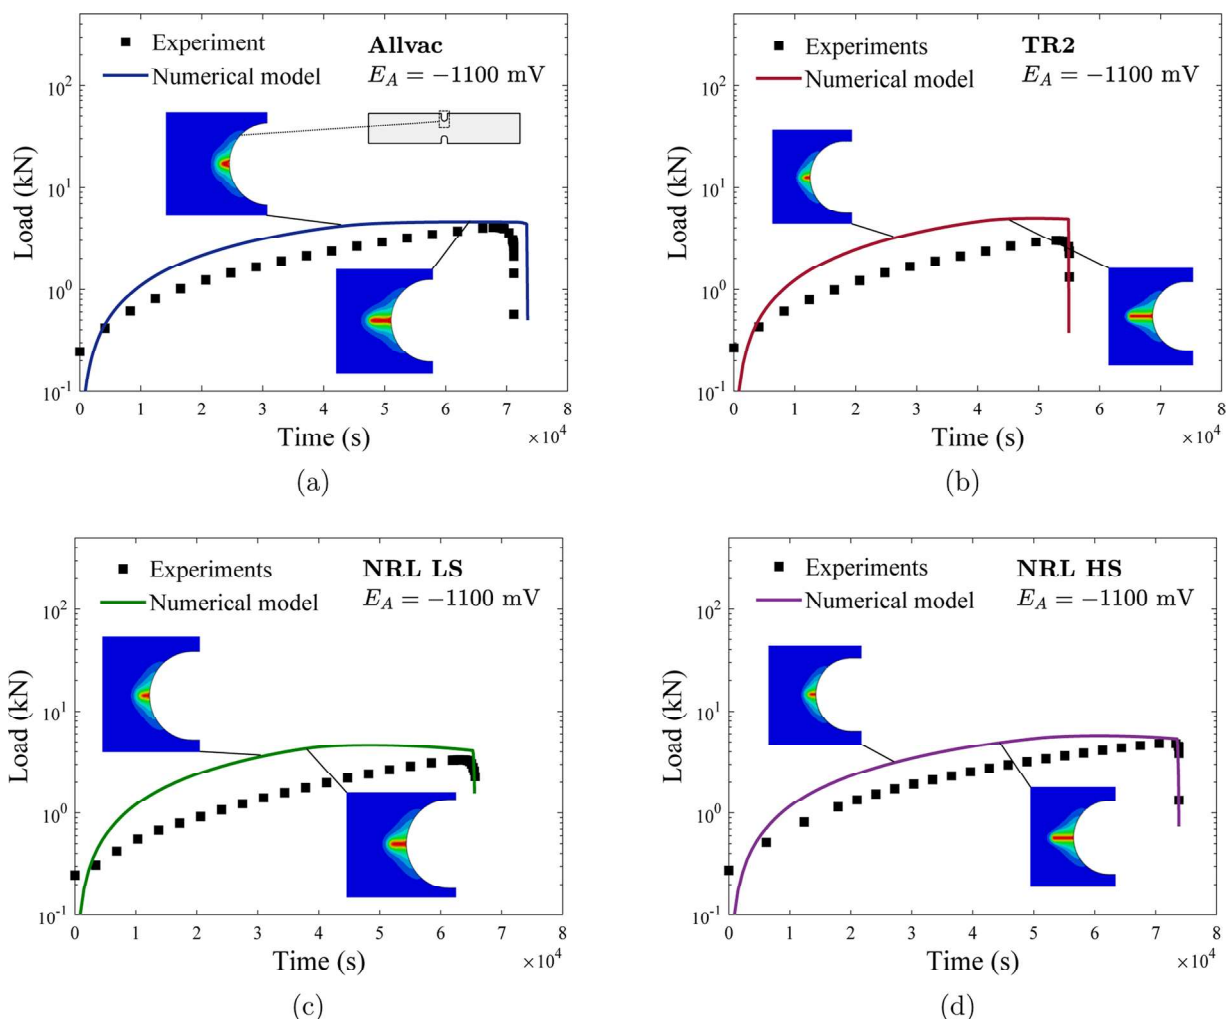 Experiment
Numerical model
Allvac
E_A = −1100 mV
10^2
10^1
10^0
10^-1
Load (kN)
0 1 2 3 4 5 6 7 8
Time (s)
×10^4
(a)
Experiments
Numerical model
TR2
E_A = −1100 mV
10^2
10^1
10^0
10^-1
Load (kN)
0 1 2 3 4 5 6 7 8
Time (s)
×10^4
(b)
Experiments
Numerical model
NRL LS
E_A = −1100 mV
10^2
10^1
10^0
10^-1
Load (kN)
0 1 2 3 4 5 6 7 8
Time (s)
×10^4
(c)
Experiments
Numerical model
NRL HS
E_A = −1100 mV
10^2
10^1
10^0
10^-1
Load (kN)
0 1 2 3 4 5 6 7 8
Time (s)
×10^4
(d)